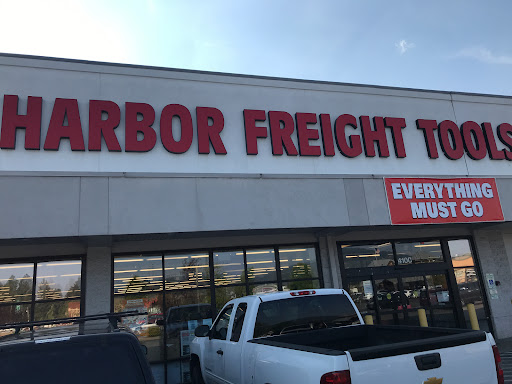 HARBOR FREIGHT TOOLS
EVERYTHING
MUST GO